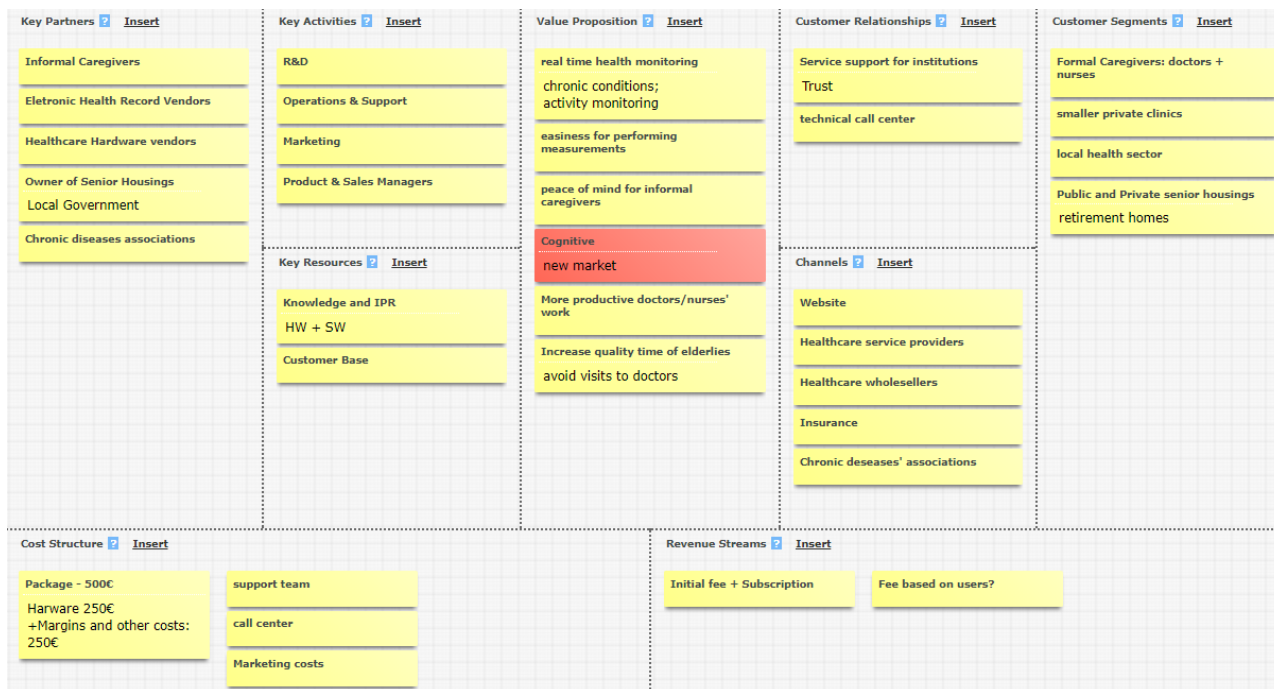 Key Partners ? Insert
Informal Caregivers
Eletronic Health Record Vendors
Healthcare Hardware vendors
Owner of Senior Housings
Local Government
Chronic diseases associations
Key Activities ? Insert
R&D
Operations & Support
Marketing
Product & Sales Managers
Key Resources ? Insert
Knowledge and IPR
HW + SW
Customer Base
Value Proposition ? Insert
real time health monitoring
chronic conditions;
activity monitoring
easiness for performing
measurements
peace of mind for informal
caregivers
Cognitive
new market
More productive doctors/nurses'
work
Increase quality time of elderlies
avoid visits to doctors
Customer Relationships ? Insert
Service support for institutions
Trust
technical call center
Channels ? Insert
Website
Healthcare service providers
Healthcare wholesellers
Insurance
Chronic deseases' associations
Customer Segments ? Insert
Formal Caregivers: doctors +
nurses
smaller private clinics
local health sector
Public and Private senior housings
retirement homes
Cost Structure ? Insert
Package - 500€
Harware 250€
+Margins and other costs:
250€
support team
call center
Marketing costs
Revenue Streams ? Insert
Initial fee + Subscription
Fee based on users?